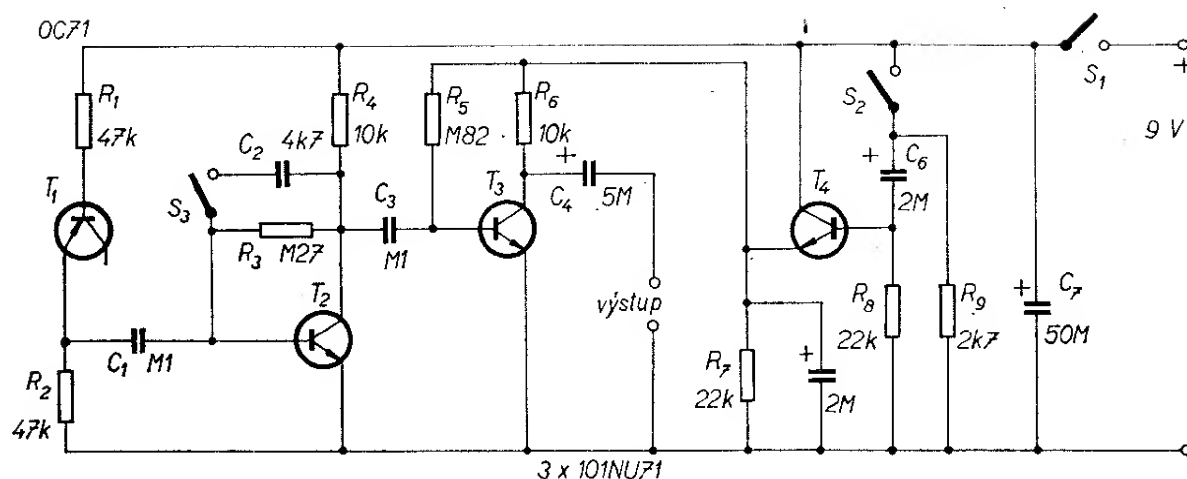 OC71
R1
47k
T1
S3
C2
4k7
R4
10k
R3
M27
C3
M1
R5
M82
R6
10k
T3
+
C4
5M
T2
C1
M1
R2
47k
výstup
T4
S2
+
C6
2M
R8
22k
R9
2k7
R7
22k
+
2M
+
C7
50M
S1
+
9 V
3 x 101NU71